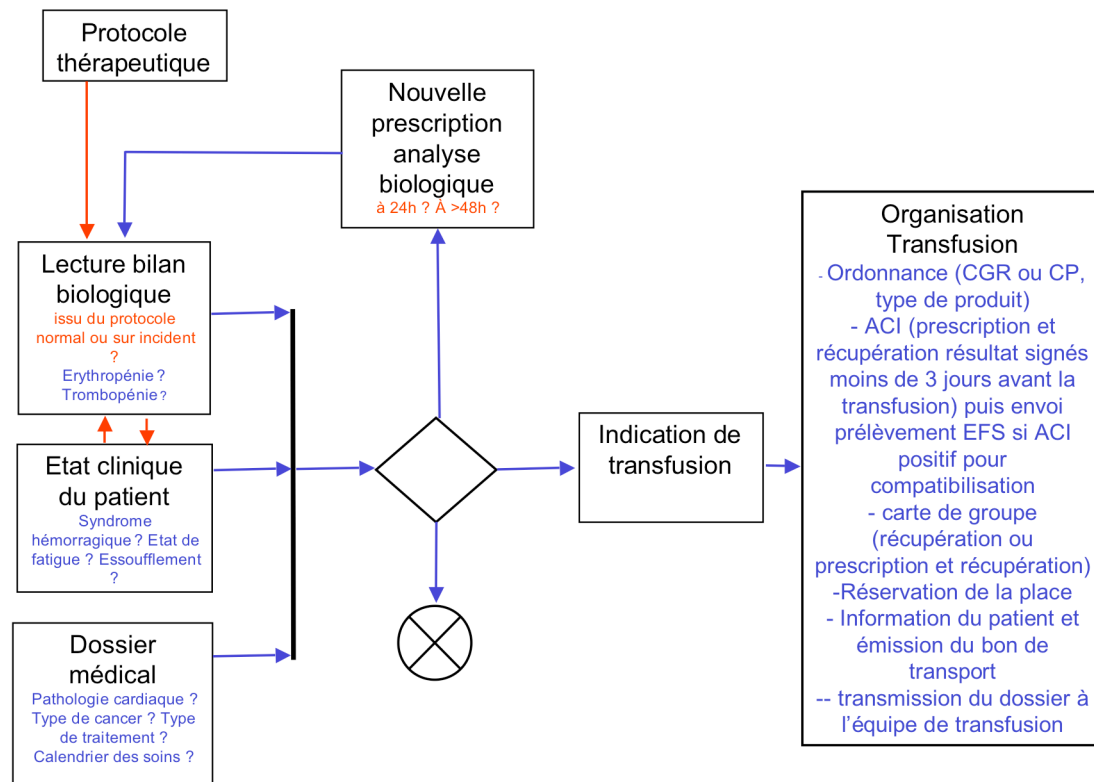 Protocole
thérapeutique
Nouvelle
prescription
analyse
biologique
à 24h ? À >48h ?
Lecture bilan
biologique
issu du protocole
normal ou sur incident
?
Erythropénie ?
Trombopénie ?
Etat clinique
du patient
Syndrome
hémorragique ? Etat de
fatigue ? Essoufflement
?
Dossier
médical
Pathologie cardiaque ?
Type de cancer ? Type
de traitement ?
Calendrier des soins ?
Indication de
transfusion
Organisation
Transfusion
- Ordonnance (CGR ou CP,
type de produit)
- ACI (prescription et
récupération résultat signés
moins de 3 jours avant la
transfusion) puis envoi
prélèvement EFS si ACI
positif pour
compatibilisation
- carte de groupe
(récupération ou
prescription et récupération)
-Réservation de la place
- Information du patient et
émission du bon de
transport
-- transmission du dossier à
l’équipe de transfusion